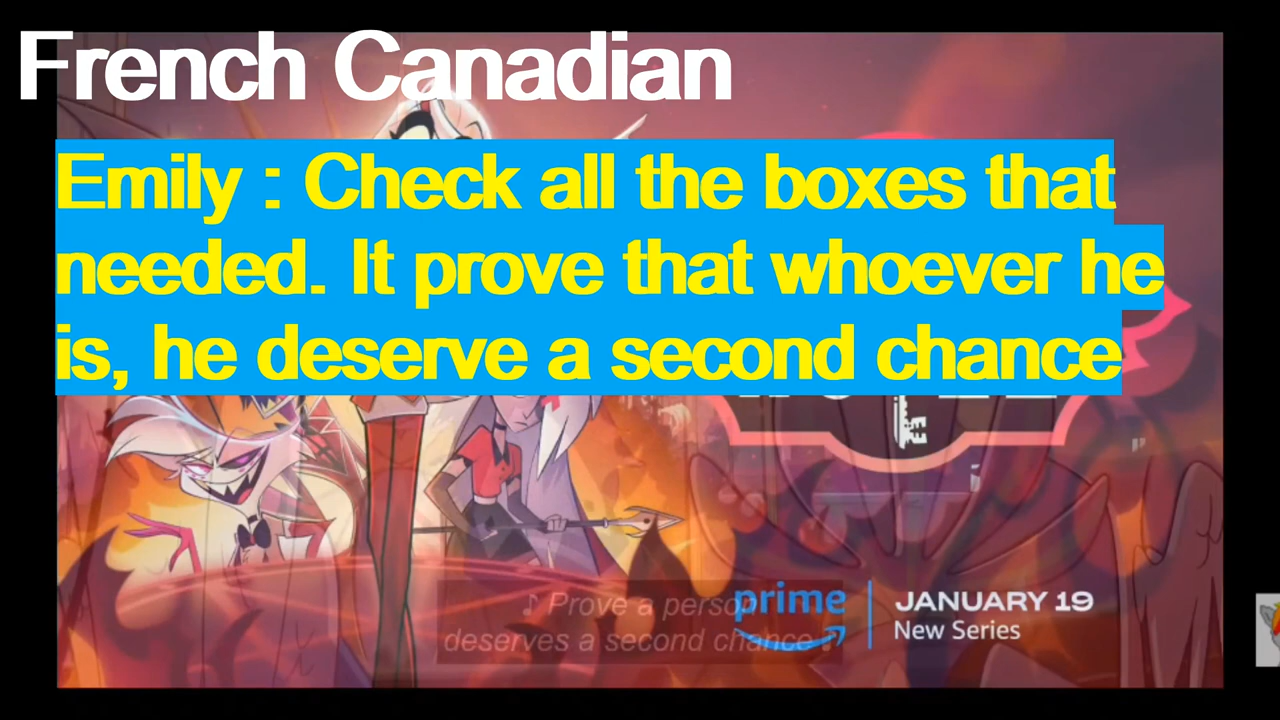 French Canadian
Emily : Check all the boxes that
needed. It prove that whoever he
is, he deserve a second chance
♪ Prove a person
deserves a second chance
prime
JANUARY 19
New Series